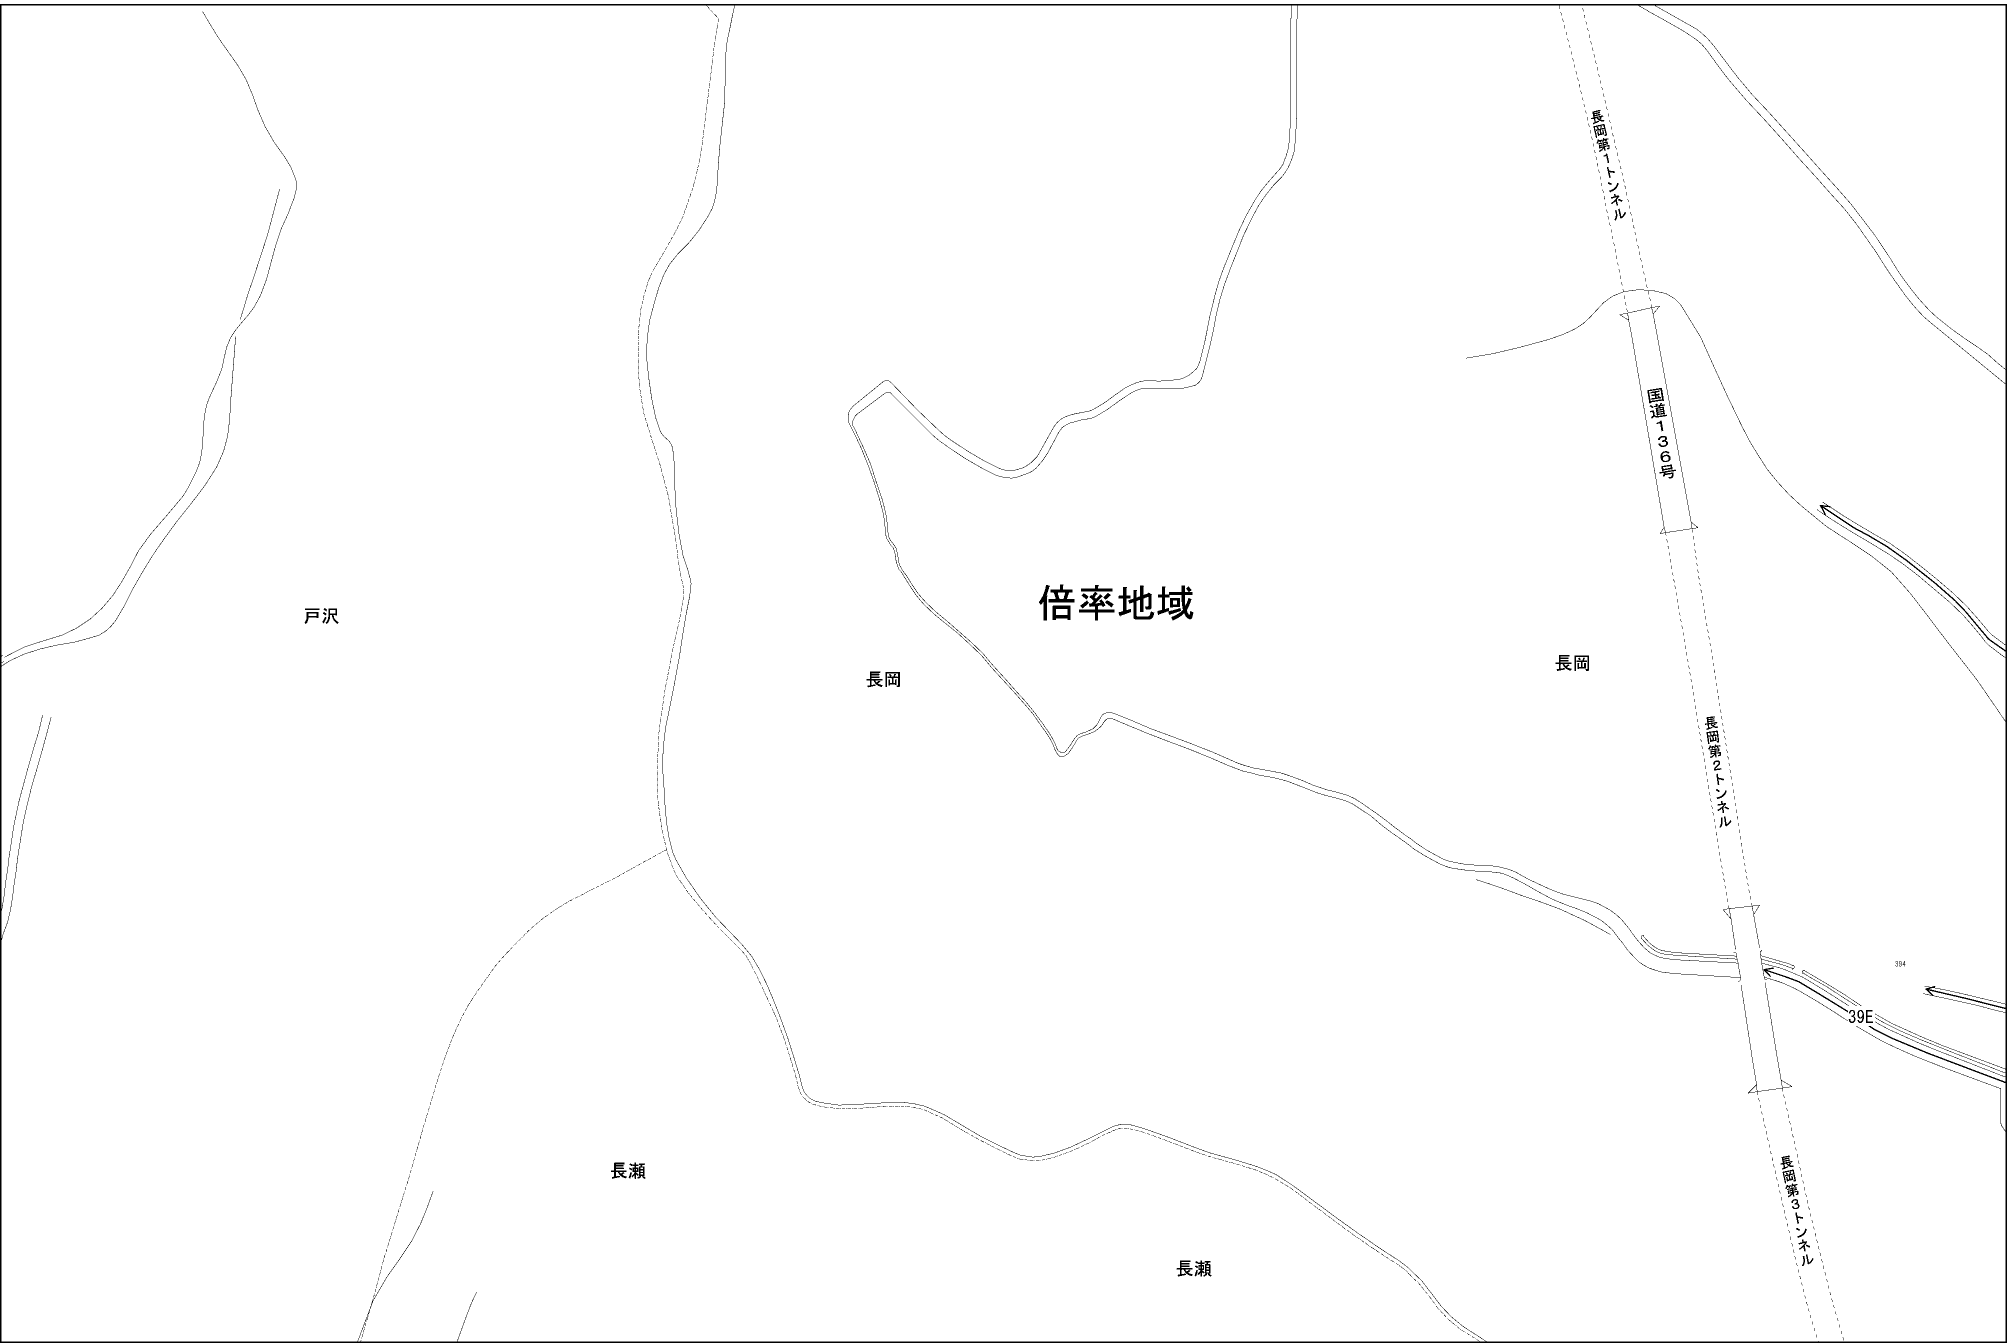 長岡第1トンネル
国道136号
倍率地域
戸沢
長岡
長岡
長岡第2トンネル
394
39E
長瀬
長岡第3トンネル
長瀬